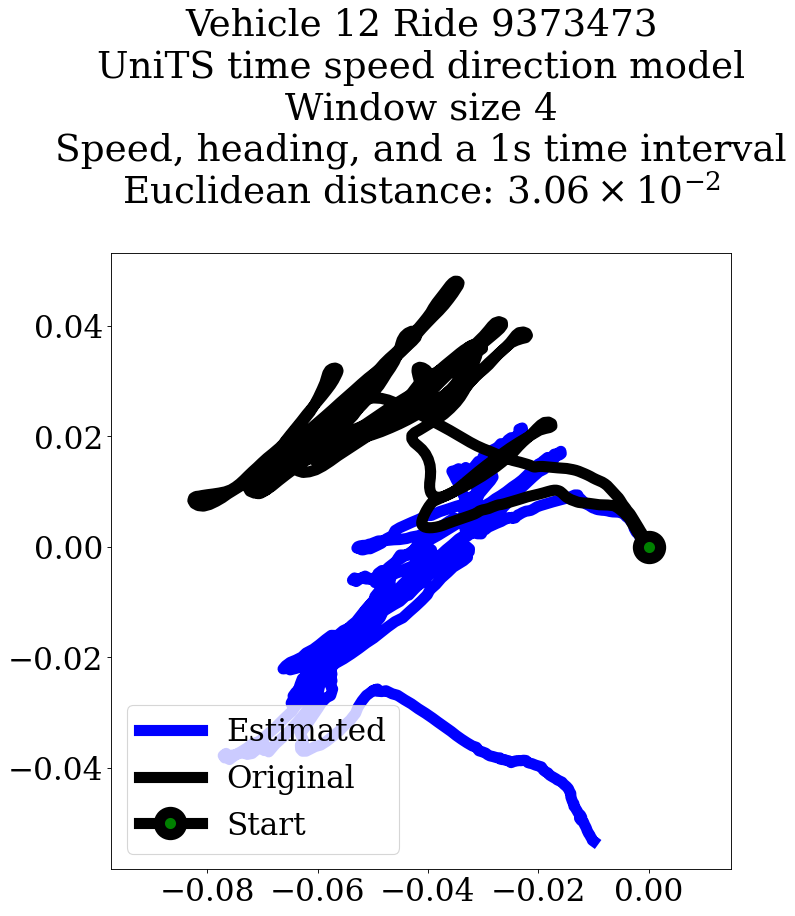 Vehicle 12 Ride 9373473
UniTS time speed direction model
Window size 4
Speed, heading, and a 1s time interval
Euclidean distance: 3.06 × 10⁻²
0.04
0.02
0.00
−0.02
−0.04
Estimated
Original
Start
−0.08 −0.06 −0.04 −0.02 0.00